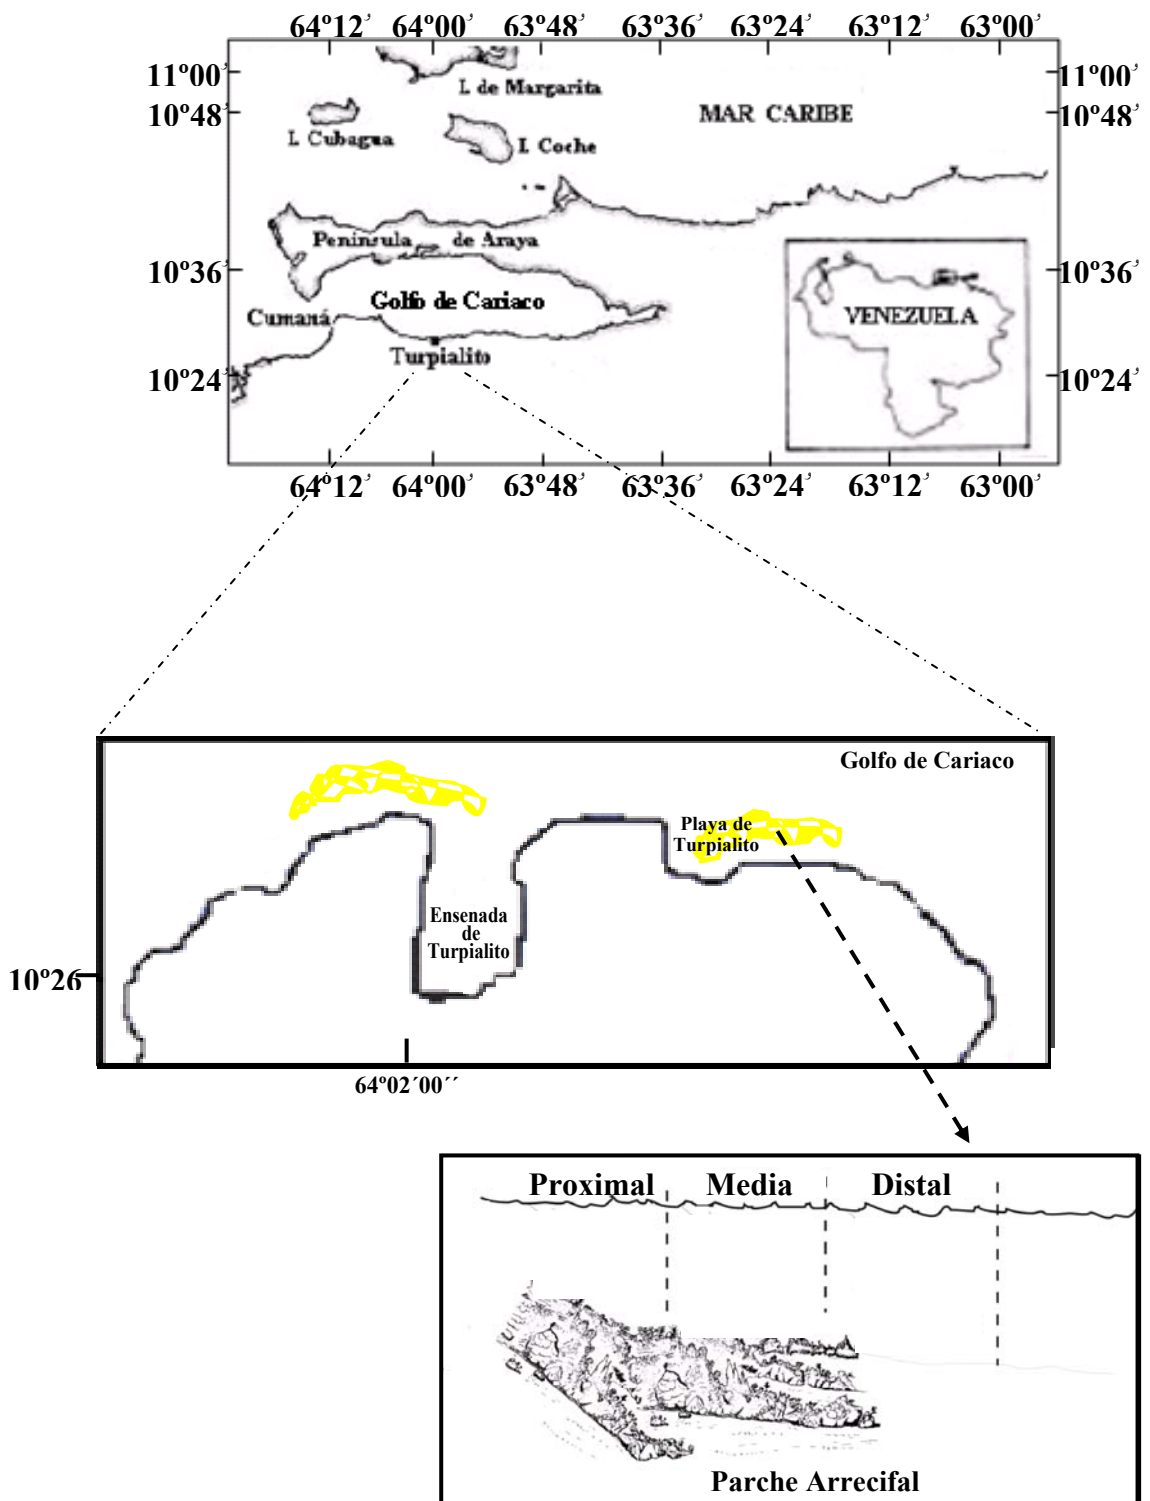 64º12’ 64º00’ 63º48’ 63º36’ 63º24’ 63º12’ 63º00’
11º00’ 11º00’
I. de Margarita
10º48’ 10º48’
MAR CARIBE
I. Cubagua
I. Coche
Península de Araya
10º36’ 10º36’
Golfo de Cariaco
Cumaná
VENEZUELA
Turpialito
10º24’ 10º24’
64º12’ 64º00’ 63º48’ 63º36’ 63º24’ 63º12’ 63º00’
Golfo de Cariaco
Playa de
Turpialito
Ensenada
de
Turpialito
10º26
64º02´00´´
Proximal Media Distal
Parche Arrecifal